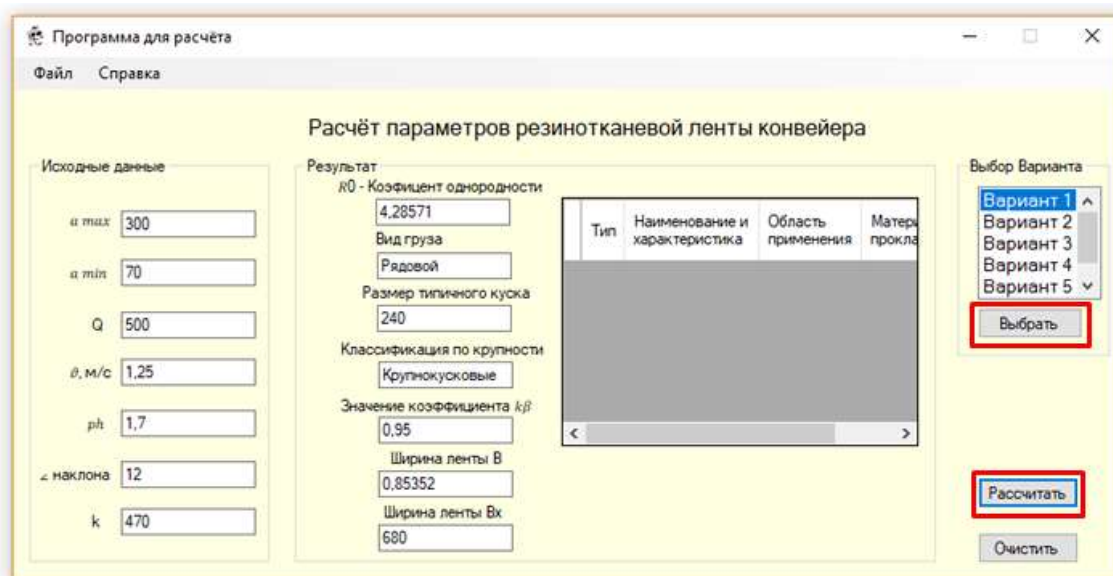 Программа для расчёта
Файл Справка
Расчёт параметров резинотканевой ленты конвейера
Исходные данные
a max 300
a min 70
Q 500
𝜗, м/с 1,25
ph 1,7
∠ наклона 12
k 470
Результат
R0 - Коэфицент однородности
4,28571
Вид груза
Рядовой
Размер типичного куска
240
Классификация по крупности
Крупнокусковые
Значение коэффициента kβ
0,95
Ширина ленты В
0,85352
Ширина ленты Вх
680
Тип
Наименование и
характеристика
Область
применения
Матери
прокла
Выбор Варианта
Вариант 1
Вариант 2
Вариант 3
Вариант 4
Вариант 5
Выбрать
Рассчитать
Очистить